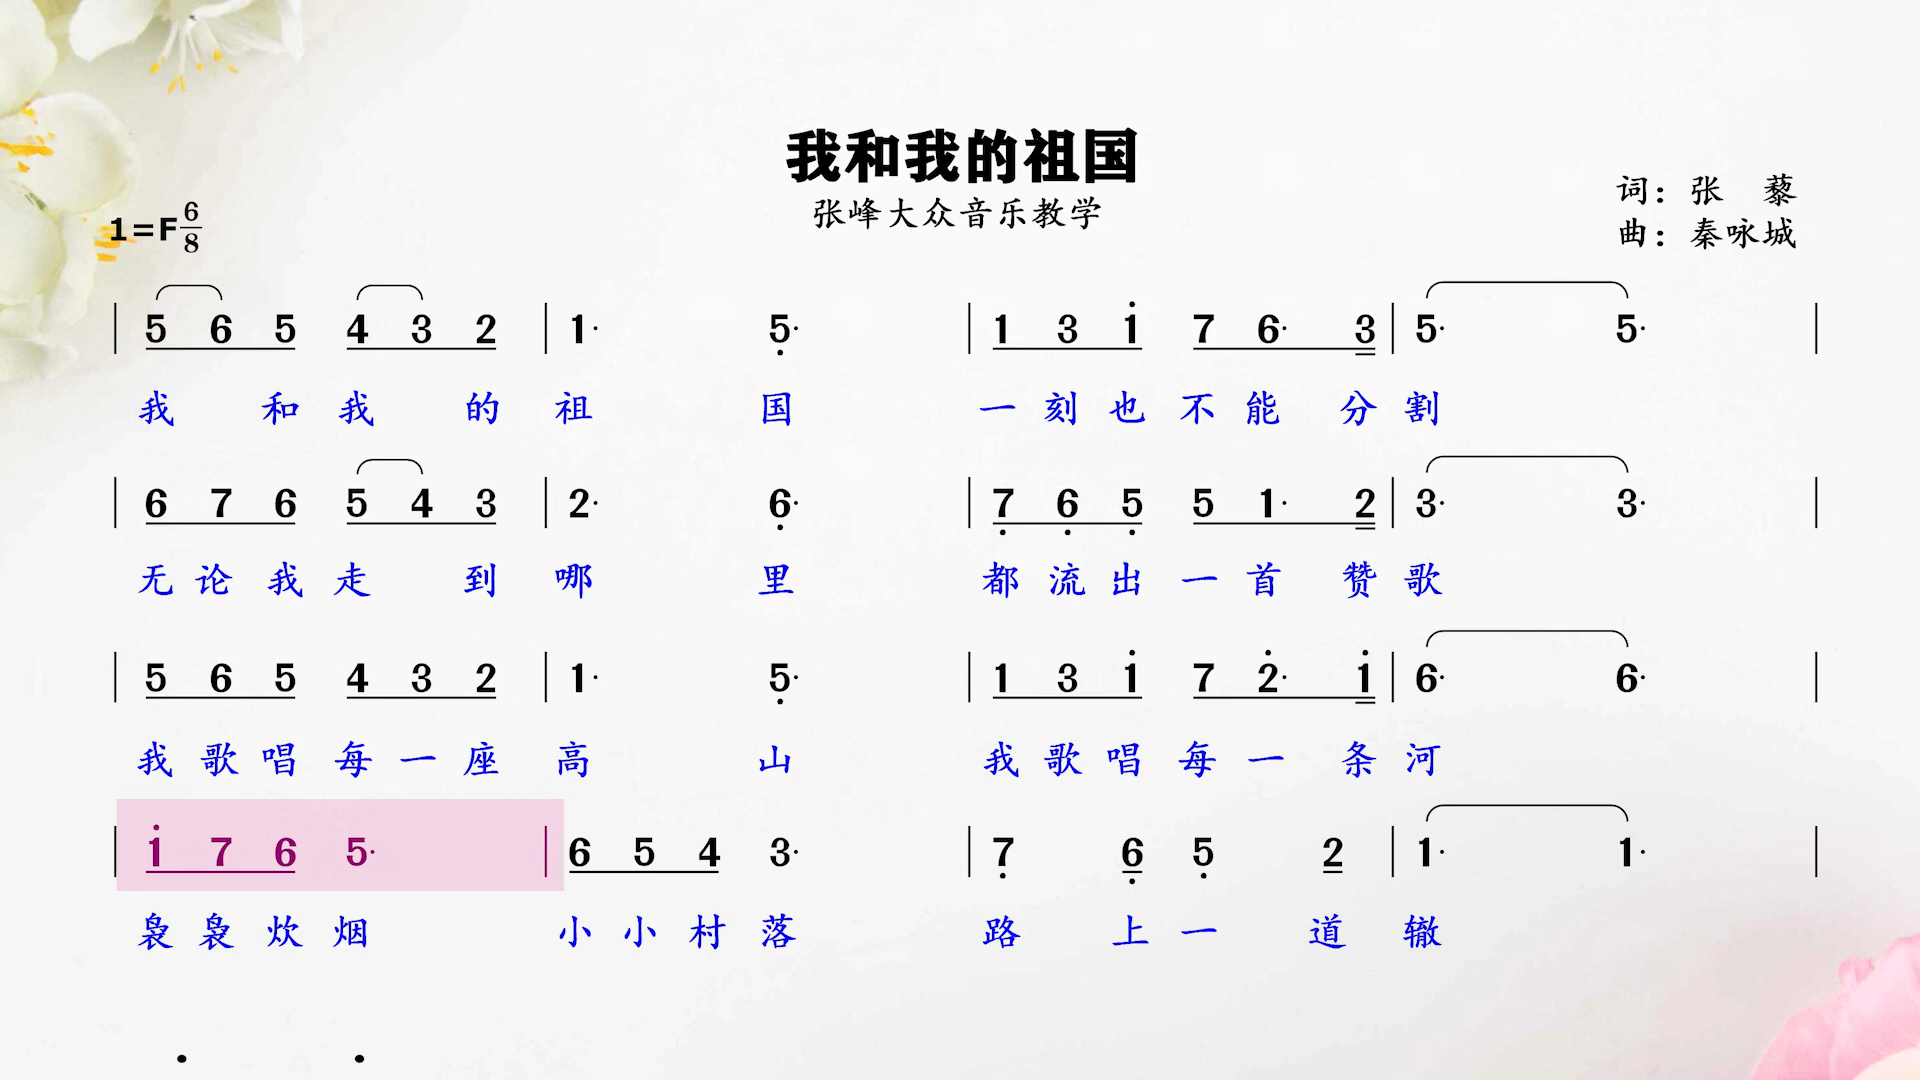 我和我的祖国
张峰大众音乐教学
词：张 藜
曲：秦咏城
1=F 6/8
| 5 6 5 4 3 2 | 1· 5̣· | 1 3 1̇ 7 6· 3 | 5· 5· |
我 和 我 的 祖 国 一 刻 也 不 能 分 割
| 6 7 6 5 4 3 | 2· 6̣· | 7̣ 6̣ 5̣ 5 1· 2 | 3· 3· |
无 论 我 走 到 哪 里 都 流 出 一 首 赞 歌
| 5 6 5 4 3 2 | 1· 5̣· | 1 3 1̇ 7 2̇· 1̇ | 6· 6· |
我 歌 唱 每 一 座 高 山 我 歌 唱 每 一 条 河
| 1̇ 7 6 5· | 6 5 4 3· | 7̣ 6̣ 5̣ 2 | 1· 1· |
袅 袅 炊 烟 小 小 村 落 路 上 一 道 辙